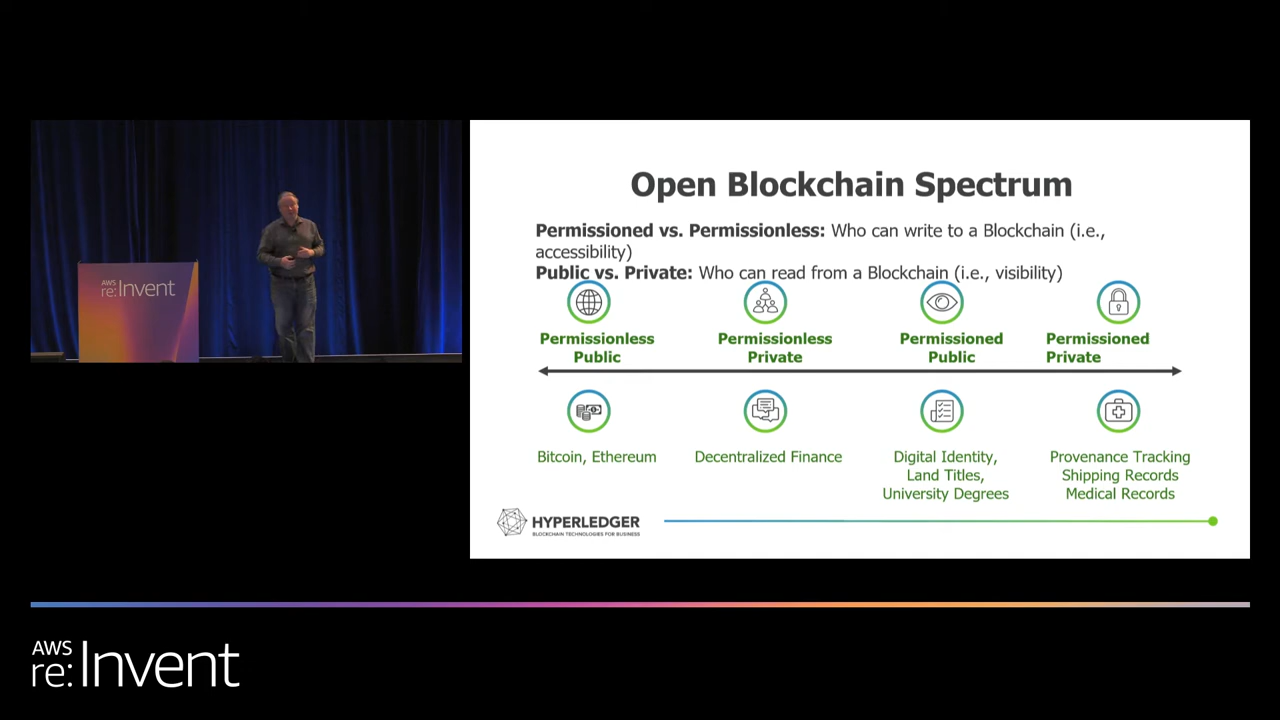 AWS
re:Invent
Open Blockchain Spectrum
Permissioned vs. Permissionless: Who can write to a Blockchain (i.e.,
accessibility)
Public vs. Private: Who can read from a Blockchain (i.e., visibility)
Permissionless
Public
Permissionless
Private
Permissioned
Public
Permissioned
Private
Bitcoin, Ethereum
Decentralized Finance
Digital Identity,
Land Titles,
University Degrees
Provenance Tracking
Shipping Records
Medical Records
HYPERLEDGER
BLOCKCHAIN TECHNOLOGIES FOR BUSINESS
AWS
re:Invent